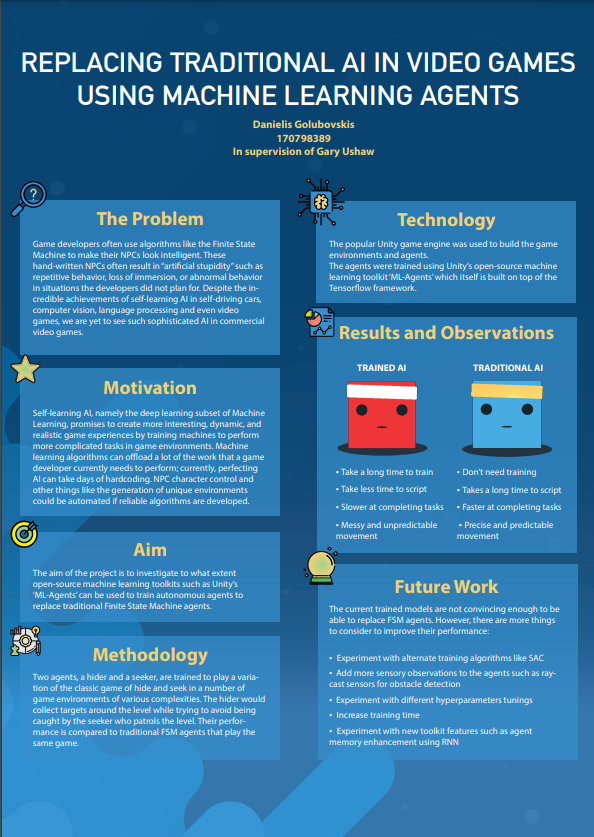 REPLACING TRADITIONAL AI IN VIDEO GAMES
USING MACHINE LEARNING AGENTS
Danielis Golubovskis
170798389
In supervision of Gary Ushaw
?
The Problem
Game developers often use algorithms like the Finite State
Machine to make their NPCs look intelligent. These
hand-written NPCs often result in "artificial stupidity" such as
repetitive behavior, loss of immersion, or abnormal behavior
in situations the developers did not plan for. Despite the in-
credible achievements of self-learning AI in self-driving cars,
computer vision, language processing and even video
games, we are yet to see such sophisticated AI in commercial
video games.
Motivation
Self-learning AI, namely the deep learning subset of Machine
Learning, promises to create more interesting, dynamic, and
realistic game experiences by training machines to perform
more complicated tasks in game environments. Machine
learning algorithms can offload a lot of the work that a game
developer currently needs to perform; currently, perfecting
AI can take days of hardcoding. NPC character control and
other things like the generation of unique environments
could be automated if reliable algorithms are developed.
Aim
The aim of the project is to investigate to what extent
open-source machine learning toolkits such as Unity's
'ML-Agents' can be used to train autonomous agents to
replace traditional Finite State Machine agents.
Methodology
Two agents, a hider and a seeker, are trained to play a varia-
tion of the classic game of hide and seek in a number of
game environments of various complexities. The hider would
collect targets around the level while trying to avoid being
caught by the seeker who patrols the level. Their perfor-
mance is compared to traditional FSM agents that play the
same game.
Technology
The popular Unity game engine was used to build the game
environments and agents.
The agents were trained using Unity's open-source machine
learning toolkit 'ML-Agents' which itself is built on top of the
Tensorflow framework.
Results and Observations
TRAINED AI
• Take a long time to train
• Take less time to script
• Slower at completing tasks
• Messy and unpredictable
movement
TRADITIONAL AI
• Don't need training
• Takes a long time to script
• Faster at completing tasks
• Precise and predictable
movement
Future Work
The current trained models are not convincing enough to be
able to replace FSM agents. However, there are more things
to consider to improve their performance:
• Experiment with alternate training algorithms like SAC
• Add more sensory observations to the agents such as ray-
cast sensors for obstacle detection
• Experiment with different hyperparameters tunings
• Increase training time
• Experiment with new toolkit features such as agent
memory enhancement using RNN